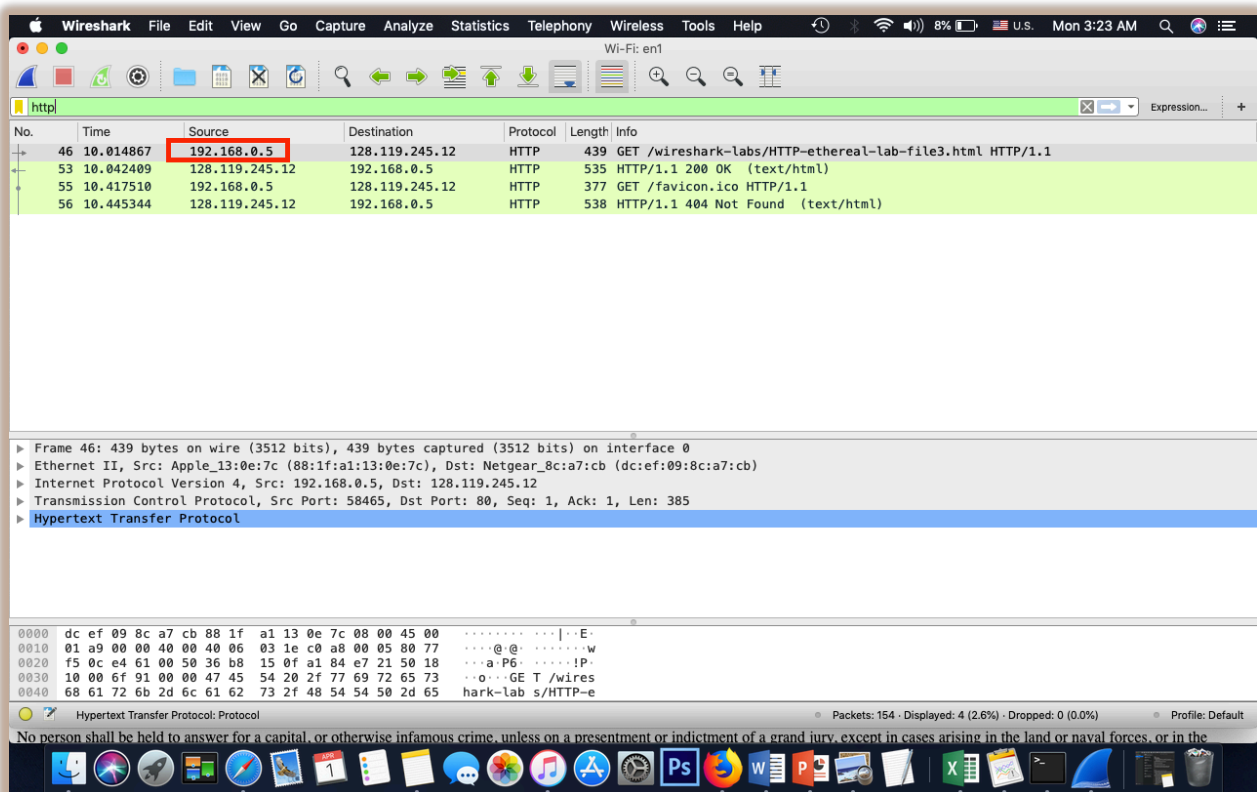 Wireshark File Edit View Go Capture Analyze Statistics Telephony Wireless Tools Help 8% U.S. Mon 3:23 AM
Wi-Fi: en1
http Expression... +
No. Time Source Destination Protocol Length Info
46 10.014867 192.168.0.5 128.119.245.12 HTTP 439 GET /wireshark-labs/HTTP-ethereal-lab-file3.html HTTP/1.1
53 10.042409 128.119.245.12 192.168.0.5 HTTP 535 HTTP/1.1 200 OK (text/html)
55 10.417510 192.168.0.5 128.119.245.12 HTTP 377 GET /favicon.ico HTTP/1.1
56 10.445344 128.119.245.12 192.168.0.5 HTTP 538 HTTP/1.1 404 Not Found (text/html)
Frame 46: 439 bytes on wire (3512 bits), 439 bytes captured (3512 bits) on interface 0
Ethernet II, Src: Apple_13:0e:7c (88:1f:a1:13:0e:7c), Dst: Netgear_8c:a7:cb (dc:ef:09:8c:a7:cb)
Internet Protocol Version 4, Src: 192.168.0.5, Dst: 128.119.245.12
Transmission Control Protocol, Src Port: 58465, Dst Port: 80, Seq: 1, Ack: 1, Len: 385
Hypertext Transfer Protocol
0000 dc ef 09 8c a7 cb 88 1f a1 13 0e 7c 08 00 45 00 ········ ···|··E·
0010 01 a9 00 00 40 00 40 06 03 1e c0 a8 00 05 80 77 ····@·@· ·······w
0020 f5 0c e4 61 00 50 36 b8 15 0f a1 84 e7 21 50 18 ···a·P6· ·····!P·
0030 10 00 6f 91 00 00 47 45 54 20 2f 77 69 72 65 73 ··o···GE T /wires
0040 68 61 72 6b 2d 6c 61 62 73 2f 48 54 54 50 2d 65 hark-lab s/HTTP-e
Hypertext Transfer Protocol: Protocol Packets: 154 · Displayed: 4 (2.6%) · Dropped: 0 (0.0%) Profile: Default
No person shall be held to answer for a capital, or otherwise infamous crime, unless on a presentment or indictment of a grand jury, except in cases arising in the land or naval forces, or in the
APR
1
Ps